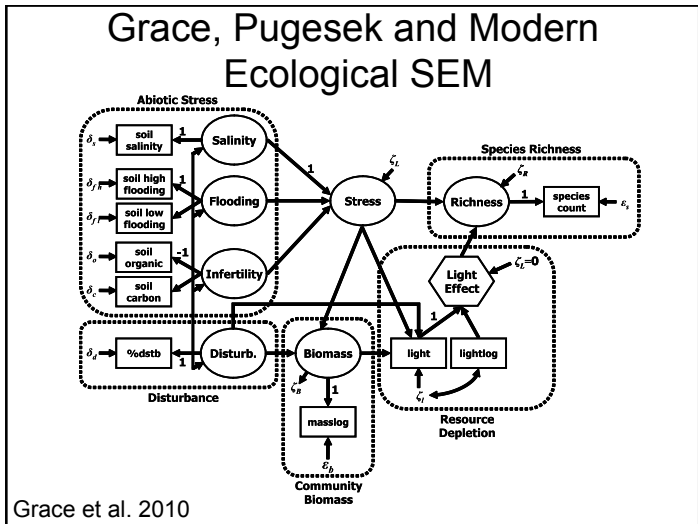 Grace, Pugesek and Modern
Ecological SEM
Abiotic Stress
δs
soil
salinity
1
Salinity
δfh
soil high
flooding
1
Flooding
δfl
soil low
flooding
δo
soil
organic
-1
Infertility
δc
soil
carbon
1
Stress
ζL
Species Richness
ζR
Richness
1
species
count
εs
Light
Effect
ζL=0
1
light
lightlog
ζl
Resource
Depletion
δd
%dstb
1
Disturb.
Disturbance
Biomass
ζB
1
masslog
εb
Community
Biomass
Grace et al. 2010